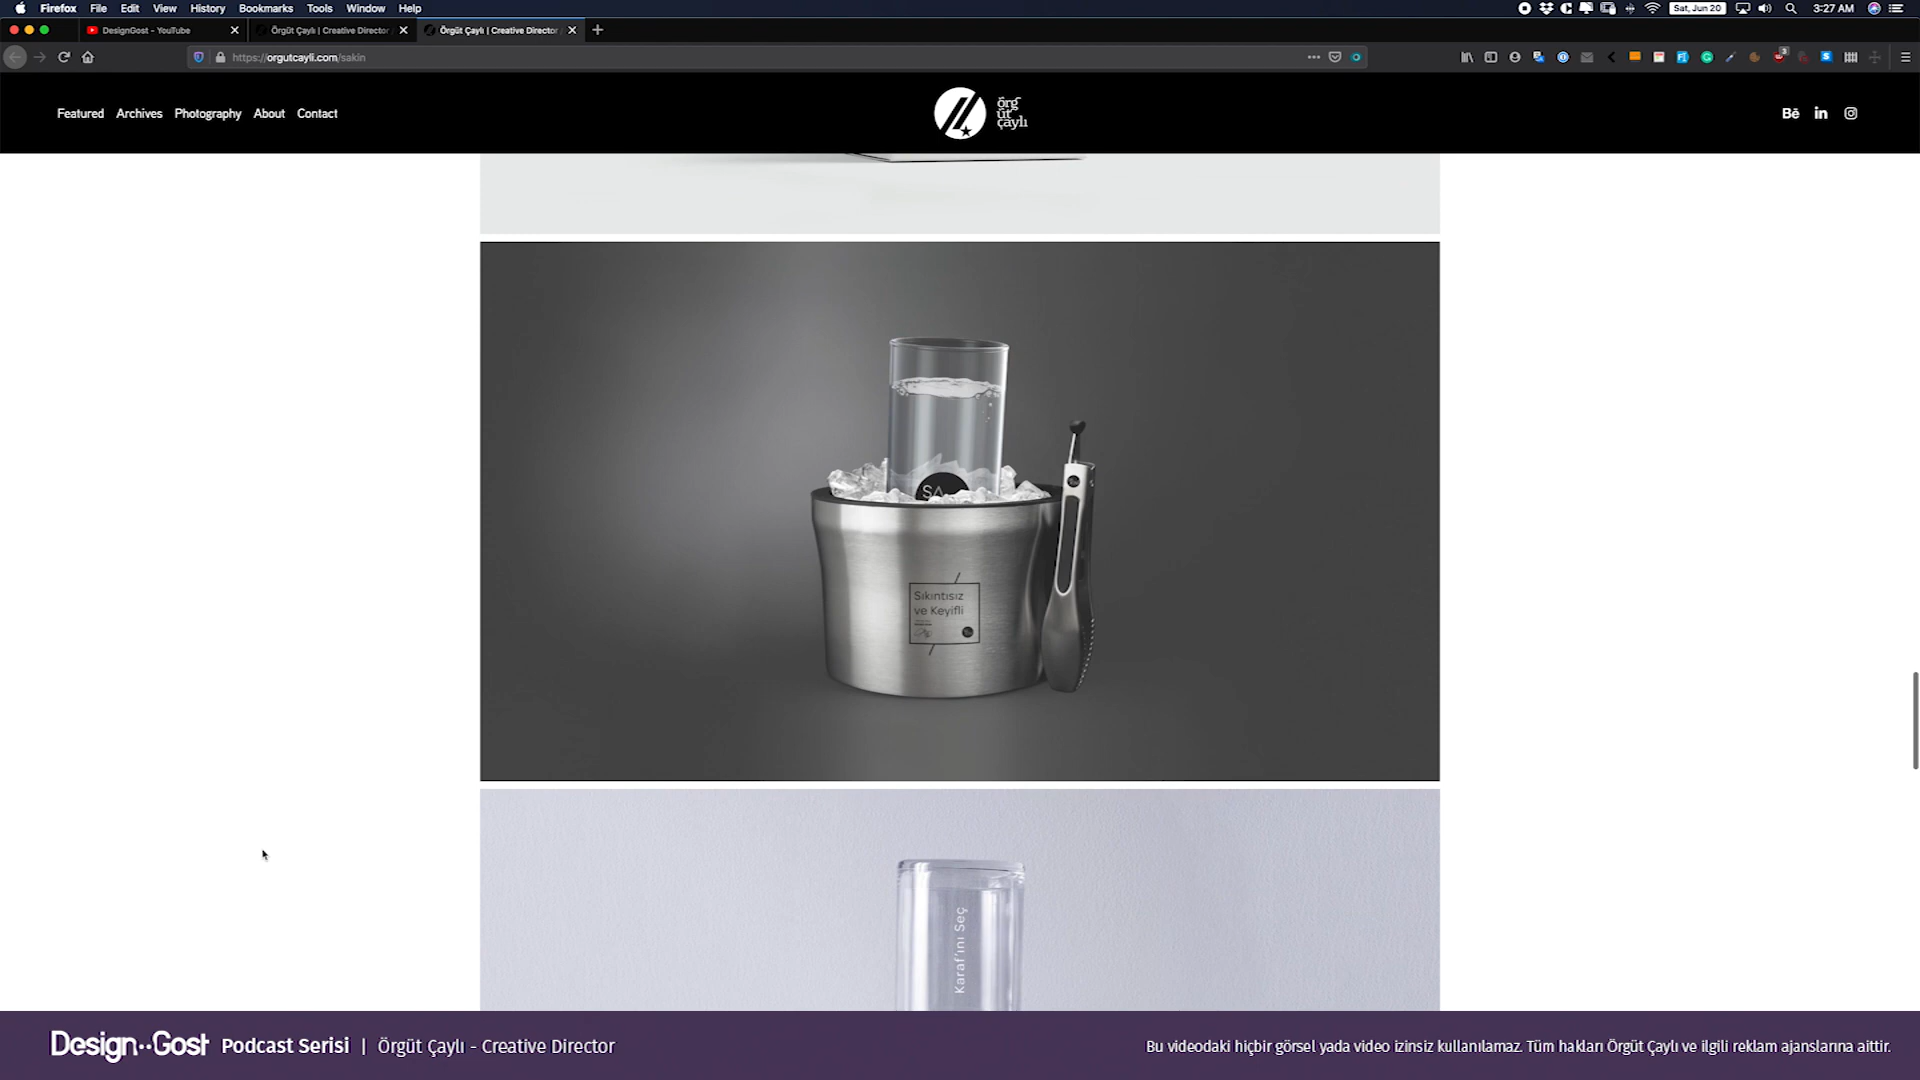 Firefox File Edit View History Bookmarks Tools Window Help
Sat, Jun 20
3:27 AM
DesignGost - YouTube
Örgüt Çaylı | Creative Director
Örgüt Çaylı | Creative Director
https://orgutcayli.com/sakin
3
Featured Archives Photography About Contact
örg
üt
çaylı
Bē
in
SA
Sıkıntısız
ve Keyifli
Karaf'ını Seç
Design··Gost Podcast Serisi | Örgüt Çaylı - Creative Director
Bu videodaki hiçbir görsel yada video izinsiz kullanılamaz. Tüm hakları Örgüt Çaylı ve ilgili reklam ajanslarına aittir.